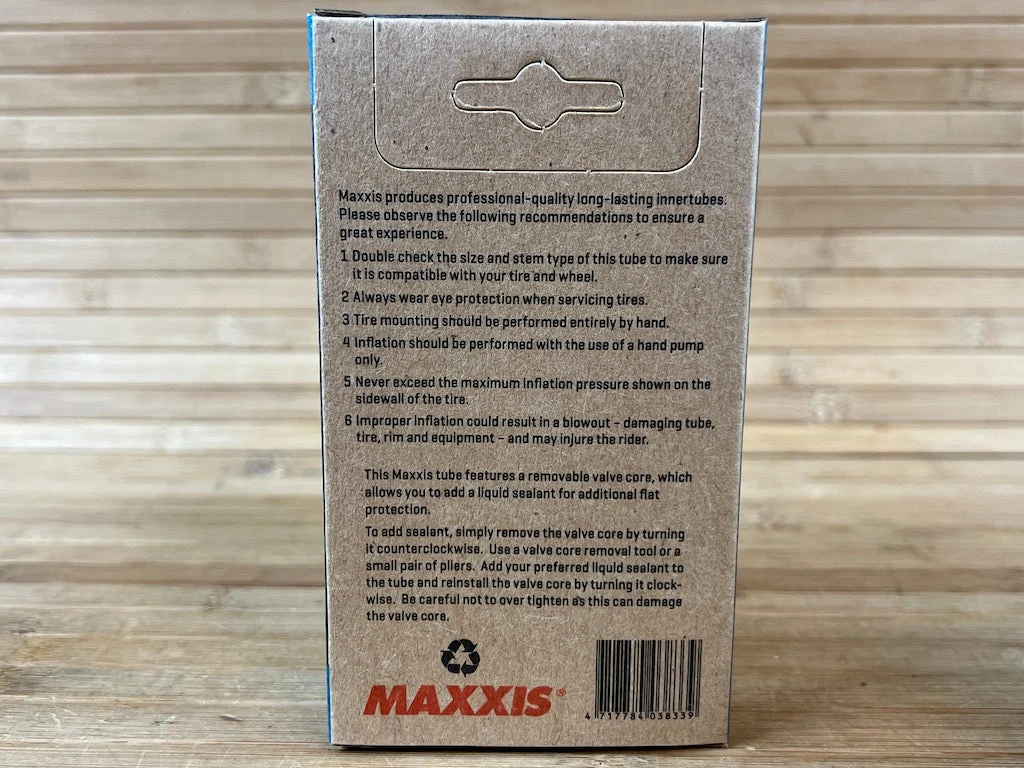 Maxxis produces professional-quality long-lasting innertubes.
Please observe the following recommendations to ensure a
great experience.
1 Double check the size and stem type of this tube to make sure
it is compatible with your tire and wheel.
2 Always wear eye protection when servicing tires.
3 Tire mounting should be performed entirely by hand.
4 Inflation should be performed with the use of a hand pump
only.
5 Never exceed the maximum inflation pressure shown on the
sidewall of the tire.
6 Improper inflation could result in a blowout – damaging tube,
tire, rim and equipment – and may injure the rider.
This Maxxis tube features a removable valve core, which
allows you to add a liquid sealant for additional flat
protection.
To add sealant, simply remove the valve core by turning
it counterclockwise. Use a valve core removal tool or a
small pair of pliers. Add your preferred liquid sealant to
the tube and reinstall the valve core by turning it clock-
wise. Be careful not to over tighten as this can damage
the valve core.
MAXXIS®
4 717784 038339